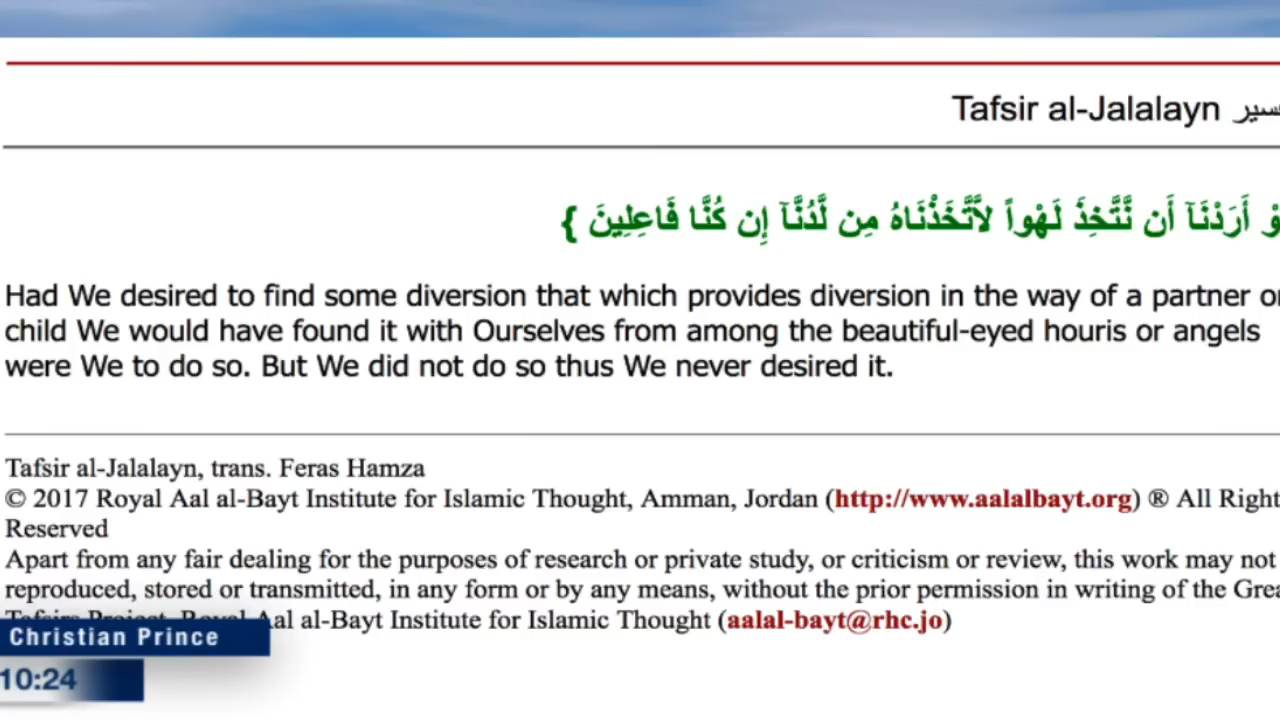 Tafsir al-Jalalayn
أَرَدْنَآ أَن نَّتَّخِذَ لَهْواً لاَّتَّخَذْنَاهُ مِن لَّدُنَّآ إِن كُنَّا فَاعِلِينَ }
Had We desired to find some diversion that which provides diversion in the way of a partner or
child We would have found it with Ourselves from among the beautiful-eyed houris or angels
were We to do so. But We did not do so thus We never desired it.
Tafsir al-Jalalayn, trans. Feras Hamza
© 2017 Royal Aal al-Bayt Institute for Islamic Thought, Amman, Jordan (http://www.aalalbayt.org) ® All Right
Reserved
Apart from any fair dealing for the purposes of research or private study, or criticism or review, this work may not
reproduced, stored or transmitted, in any form or by any means, without the prior permission in writing of the Grea
Aal al-Bayt Institute for Islamic Thought (aalal-bayt@rhc.jo)
Christian Prince
10:24